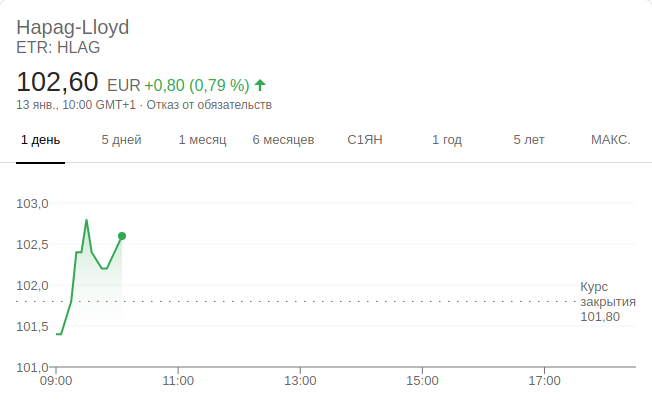 Hapag-Lloyd
ETR: HLAG
102,60 EUR +0,80 (0,79 %)
13 янв., 10:00 GMT+1 · Отказ от обязательств
1 день 5 дней 1 месяц 6 месяцев С1ЯН 1 год 5 лет МАКС.
103,0
102,5
102,0
101,5
101,0
Курс
закрытия
101,80
09:00 11:00 13:00 15:00 17:00